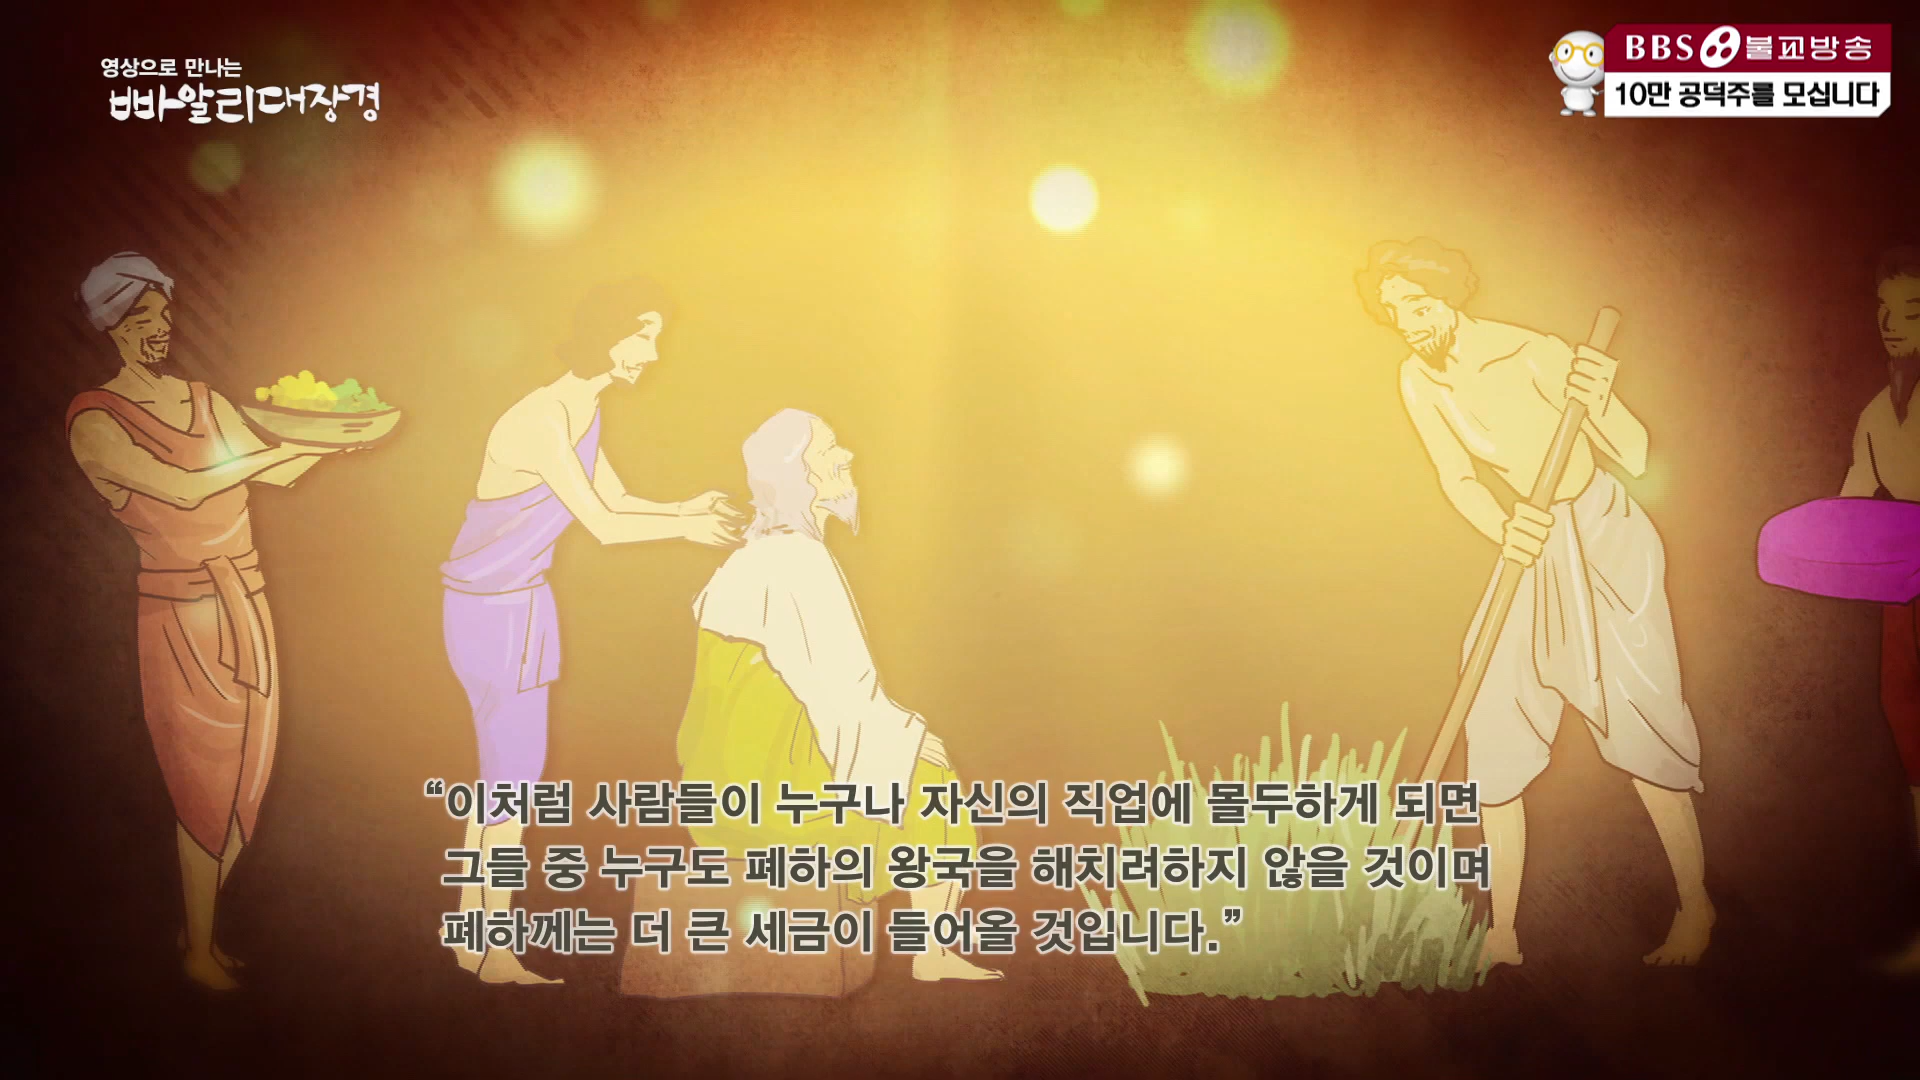 영상으로 만나는
빠알리대장경
BBS 불교방송
10만 공덕주를 모십니다
“이처럼 사람들이 누구나 자신의 직업에 몰두하게 되면
그들 중 누구도 폐하의 왕국을 해치려하지 않을 것이며
폐하께는 더 큰 세금이 들어올 것입니다.”